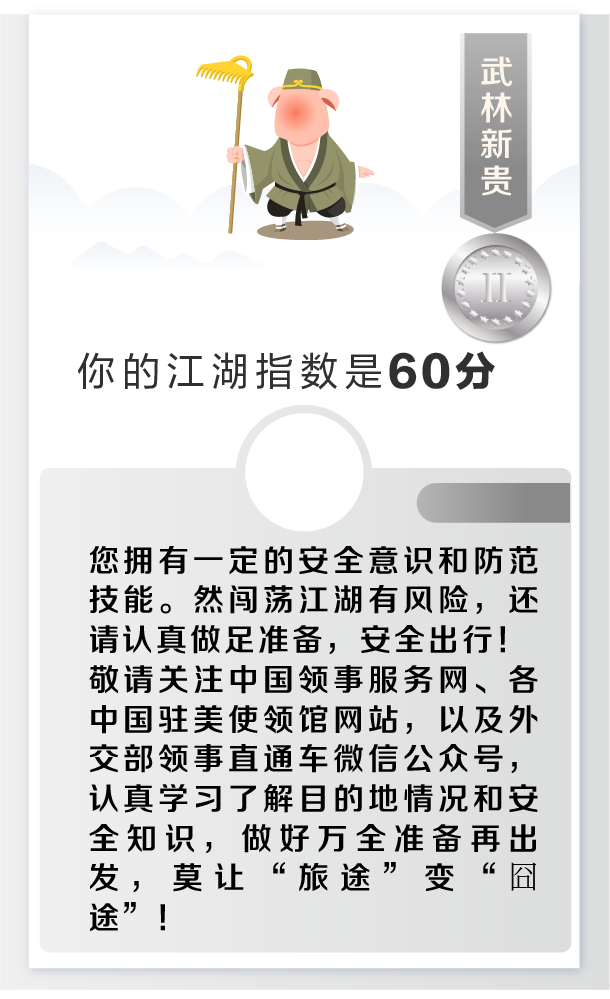 武林新贵
II
你的江湖指数是60分
您拥有一定的安全意识和防范
技能。然闯荡江湖有风险，还
请认真做足准备，安全出行！
敬请关注中国领事服务网、各
中国驻美使领馆网站，以及外
交部领事直通车微信公众号，
认真学习了解目的地情况和安
全知识，做好万全准备再出
发，莫让“旅途”变“囧
途”！